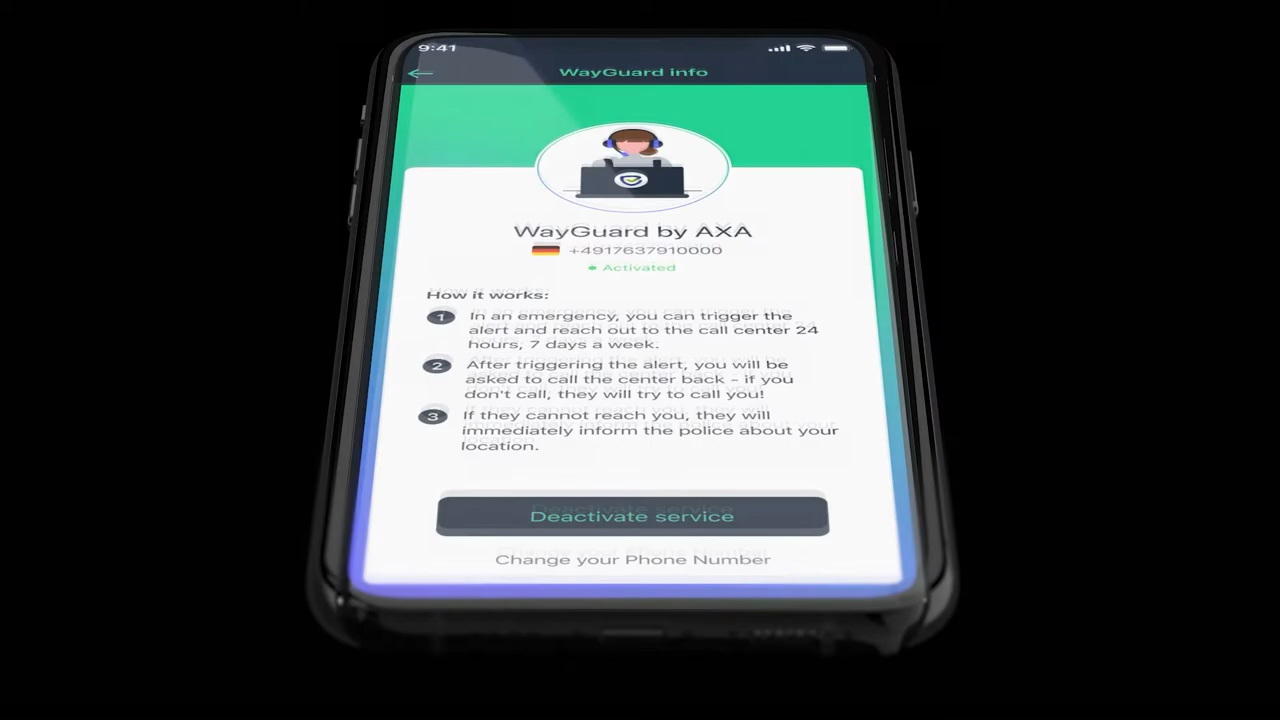 9:41
WayGuard info
WayGuard by AXA
+4917637910000
Activated
How it works:
1 In an emergency, you can trigger the
alert and reach out to the call center 24
hours, 7 days a week.
2 After triggering the alert, you will be
asked to call the center back - if you
don't call, they will try to call you!
3 If they cannot reach you, they will
immediately inform the police about your
location.
Deactivate service
Change your Phone Number